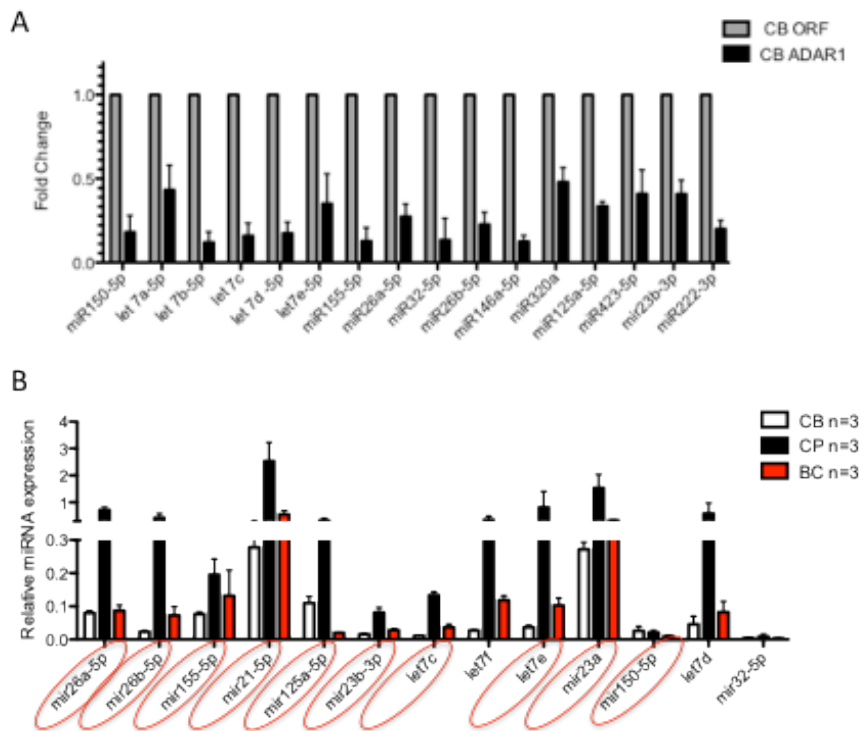 A
CB ORF
CB ADAR1
Fold Change
1.0
0.5
0.0
miR150-5p
let 7a-5p
let 7b-5p
let 7c
let 7d -5p
let7e-5p
miR155-5p
miR26a-5p
miR32-5p
miR26b-5p
miR146a-5p
miR320a
miR125a-5p
miR423-5p
mir23b-3p
miR222-3p
B
CB n=3
CP n=3
BC n=3
Relative miRNA expression
4
3
2
1
0.3
0.2
0.1
0.0
mir26a-5p
mir26b-5p
mir155-5p
mir21-5p
mir125a-5p
mir23b-3p
let7c
let7f
let7e
mir23a
mir150-5p
let7d
mir32-5p